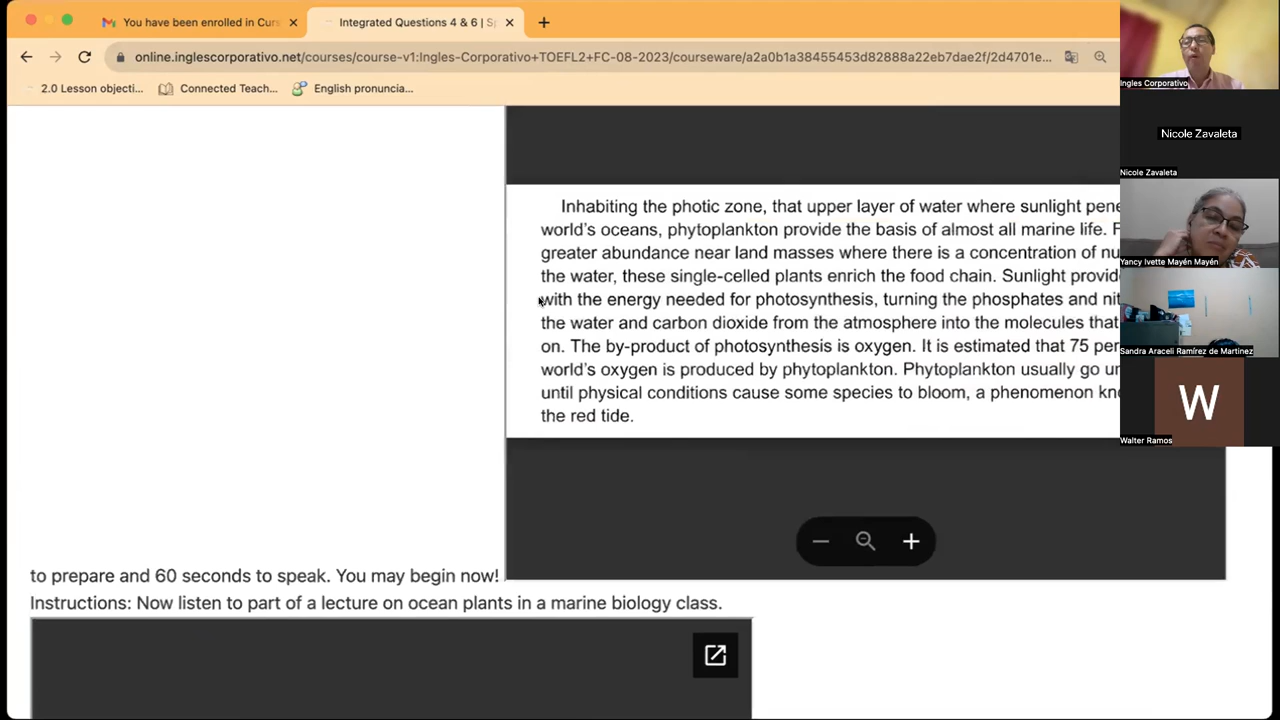 You have been enrolled in Curs
Integrated Questions 4 & 6 | Sp
online.inglescorporativo.net/courses/course-v1:Ingles-Corporativo+TOEFL2+FC-08-2023/courseware/a2a0b1a38455453d82888a22eb7dae2f/2d4701e...
2.0 Lesson objecti...
Connected Teach...
English pronuncia...
Inhabiting the photic zone, that upper layer of water where sunlight pene
world's oceans, phytoplankton provide the basis of almost all marine life. F
greater abundance near land masses where there is a concentration of nu
the water, these single-celled plants enrich the food chain. Sunlight provide
with the energy needed for photosynthesis, turning the phosphates and nit
the water and carbon dioxide from the atmosphere into the molecules that
on. The by-product of photosynthesis is oxygen. It is estimated that 75 per
world's oxygen is produced by phytoplankton. Phytoplankton usually go un
until physical conditions cause some species to bloom, a phenomenon kno
the red tide.
to prepare and 60 seconds to speak. You may begin now!
Instructions: Now listen to part of a lecture on ocean plants in a marine biology class.
Ingles Corporativo
Nicole Zavaleta
Nicole Zavaleta
Yancy Ivette Mayén Mayén
Sandra Araceli Ramírez de Martinez
W
Walter Ramos